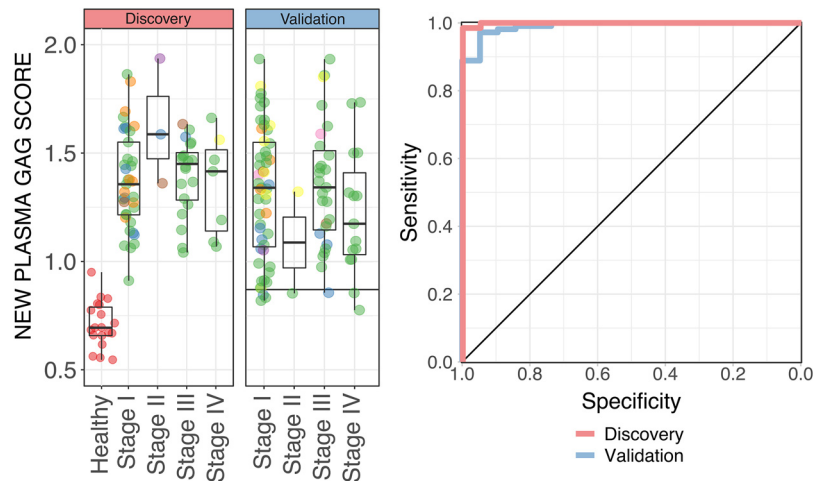 Discovery
Validation
NEW PLASMA GAG SCORE
2.0
1.5
1.0
0.5
Healthy
Stage I
Stage II
Stage III
Stage IV
Stage I
Stage II
Stage III
Stage IV
Sensitivity
1.0
0.8
0.6
0.4
0.2
0.0
1.0
0.8
0.6
0.4
0.2
0.0
Specificity
Discovery
Validation